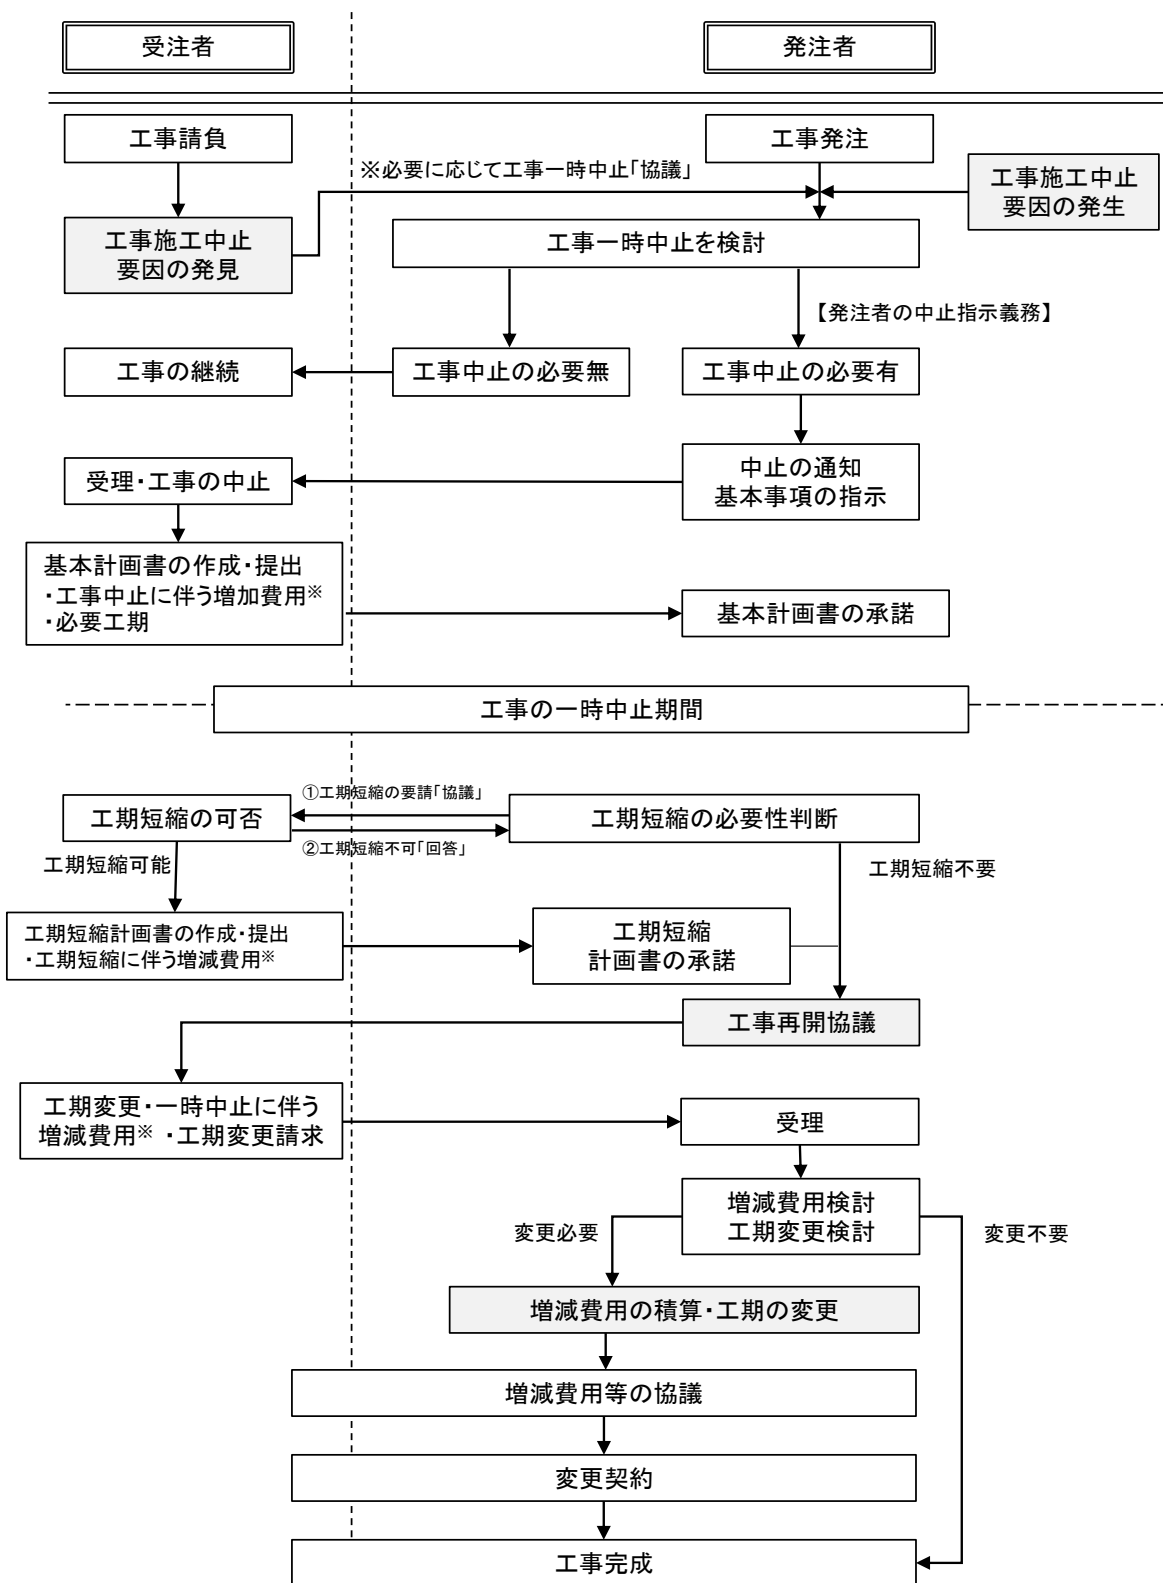 受注者
発注者
工事請負
工事発注
※必要に応じて工事一時中止「協議」
工事施工中止
要因の発生
工事施工中止
要因の発見
工事一時中止を検討
【発注者の中止指示義務】
工事の継続
工事中止の必要無
工事中止の必要有
受理・工事の中止
中止の通知
基本事項の指示
基本計画書の作成・提出
・工事中止に伴う増加費用※
・必要工期
基本計画書の承諾
工事の一時中止期間
①工期短縮の要請「協議」
工期短縮の可否
工期短縮の必要性判断
②工期短縮不可「回答」
工期短縮可能
工期短縮不要
工期短縮計画書の作成・提出
・工期短縮に伴う増減費用※
工期短縮
計画書の承諾
工事再開協議
工期変更・一時中止に伴う
増減費用※ ・工期変更請求
受理
増減費用検討
工期変更検討
変更必要
変更不要
増減費用の積算・工期の変更
増減費用等の協議
変更契約
工事完成